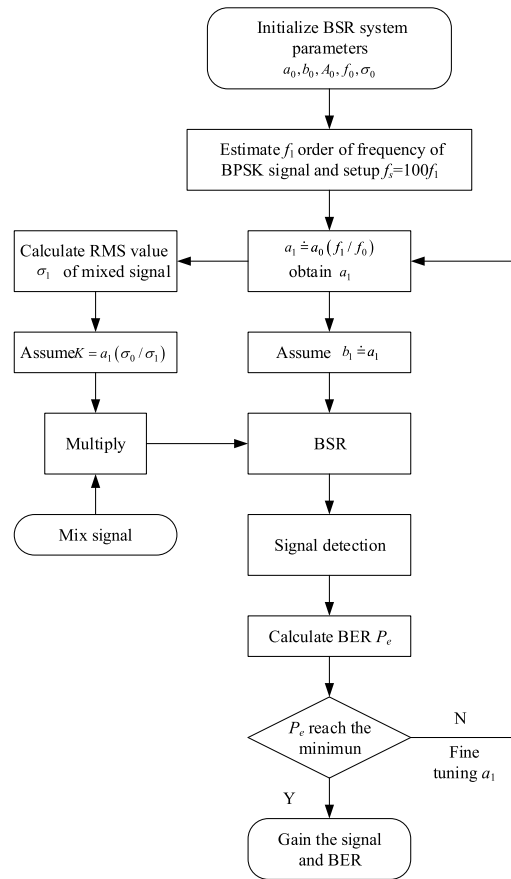 Initialize BSR system
parameters
a₀,b₀,A₀,f₀,σ₀
Estimate f₁ order of frequency of
BPSK signal and setup fₛ=100f₁
Calculate RMS value
σ₁ of mixed signal
a₁≐a₀(f₁/f₀)
obtain a₁
AssumeK=a₁(σ₀/σ₁)
Assume b₁≐a₁
Multiply
BSR
Mix signal
Signal detection
Calculate BER Pₑ
Pₑ reach the
minimun
N
Fine
tuning a₁
Y
Gain the signal
and BER